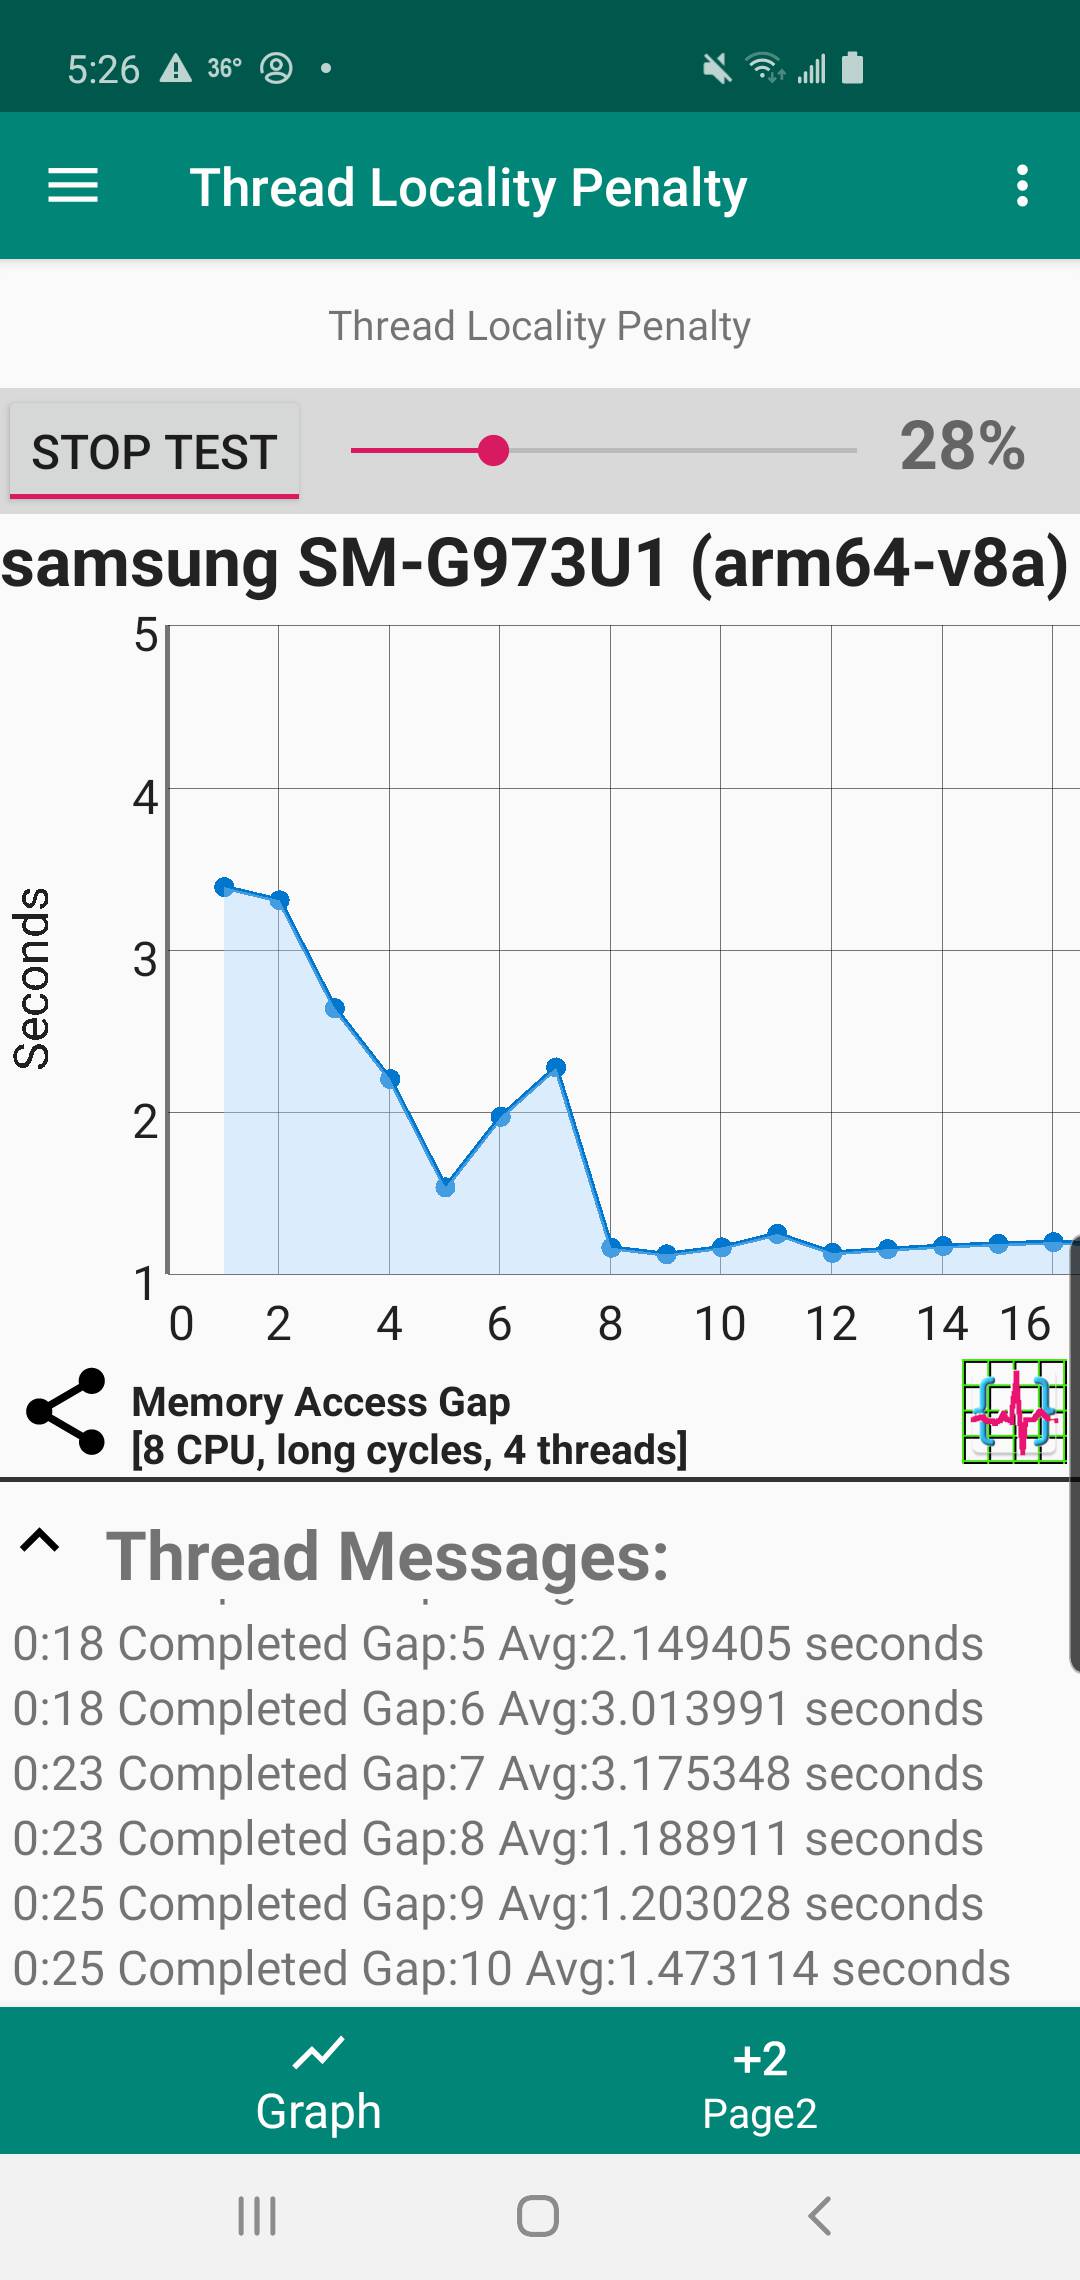 5:26 36°
Thread Locality Penalty
Thread Locality Penalty
STOP TEST 28%
samsung SM-G973U1 (arm64-v8a)
5
4
3
2
1
Seconds
0 2 4 6 8 10 12 14 16
Memory Access Gap
[8 CPU, long cycles, 4 threads]
Thread Messages:
0:18 Completed Gap:5 Avg:2.149405 seconds
0:18 Completed Gap:6 Avg:3.013991 seconds
0:23 Completed Gap:7 Avg:3.175348 seconds
0:23 Completed Gap:8 Avg:1.188911 seconds
0:25 Completed Gap:9 Avg:1.203028 seconds
0:25 Completed Gap:10 Avg:1.473114 seconds
Graph
+2
Page2